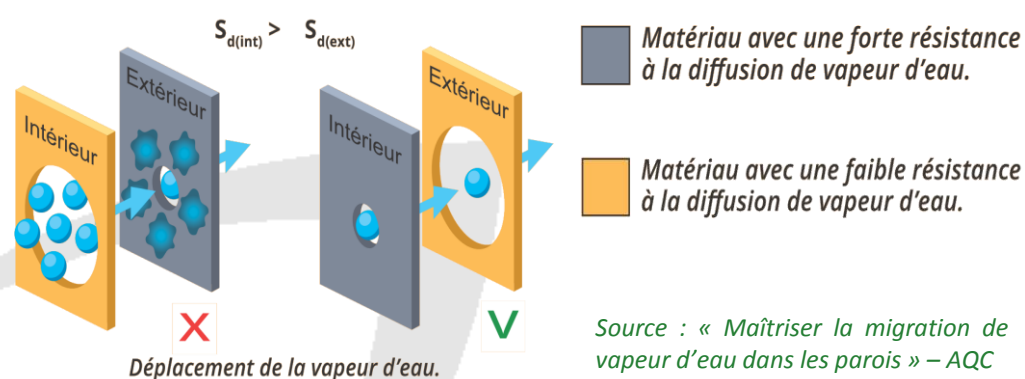 Sd(int) > Sd(ext)
Extérieur
Intérieur
Extérieur
Intérieur
X
V
Déplacement de la vapeur d'eau.
Matériau avec une forte résistance
à la diffusion de vapeur d'eau.
Matériau avec une faible résistance
à la diffusion de vapeur d'eau.
Source : « Maîtriser la migration de
vapeur d'eau dans les parois » – AQC